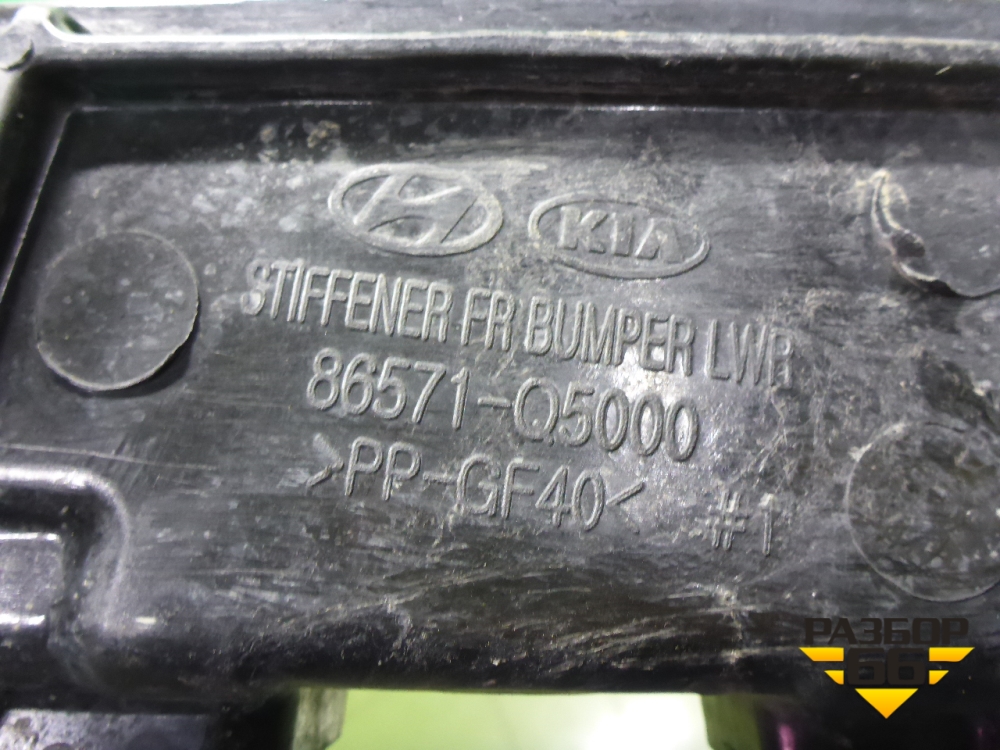 KIA
STIFFENER FR BUMPER LWR
86571-Q5000
>PP-GF40< #1
РАЗБОР
66